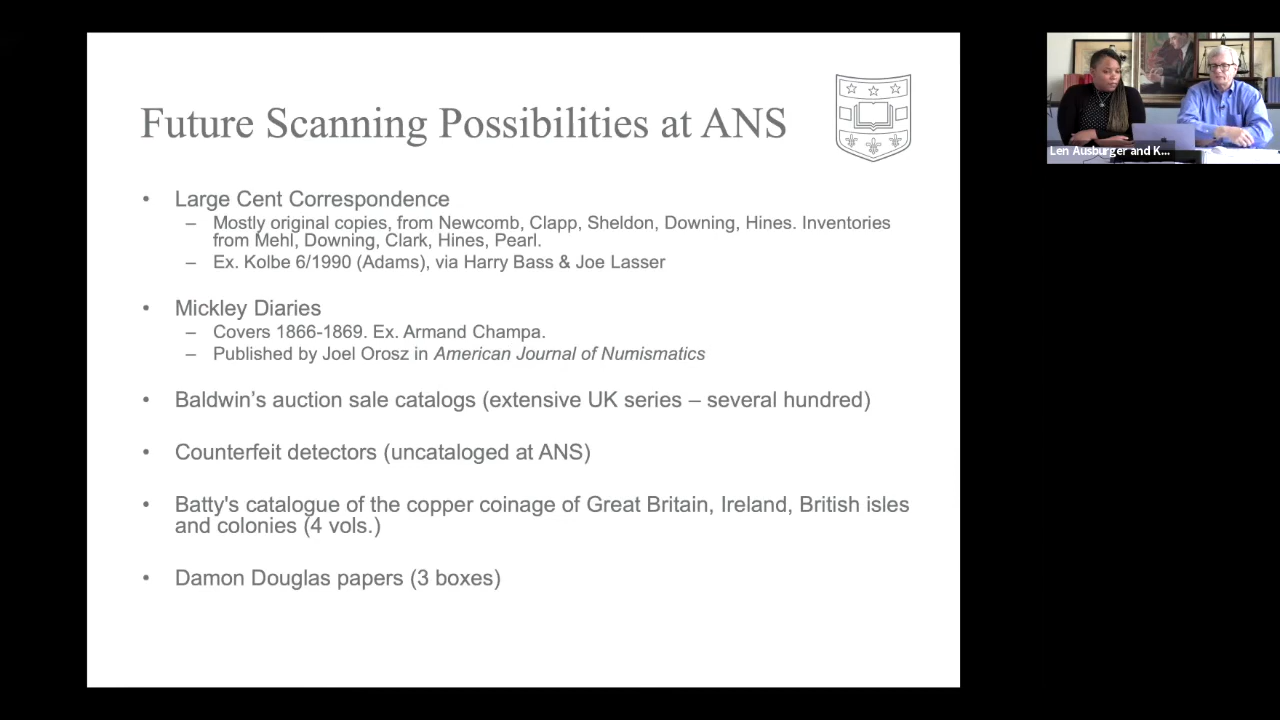 Future Scanning Possibilities at ANS
• Large Cent Correspondence
– Mostly original copies, from Newcomb, Clapp, Sheldon, Downing, Hines. Inventories
from Mehl, Downing, Clark, Hines, Pearl.
– Ex. Kolbe 6/1990 (Adams), via Harry Bass & Joe Lasser
• Mickley Diaries
– Covers 1866-1869. Ex. Armand Champa.
– Published by Joel Orosz in American Journal of Numismatics
• Baldwin’s auction sale catalogs (extensive UK series – several hundred)
• Counterfeit detectors (uncataloged at ANS)
• Batty's catalogue of the copper coinage of Great Britain, Ireland, British isles
and colonies (4 vols.)
• Damon Douglas papers (3 boxes)
Len Ausburger and K...